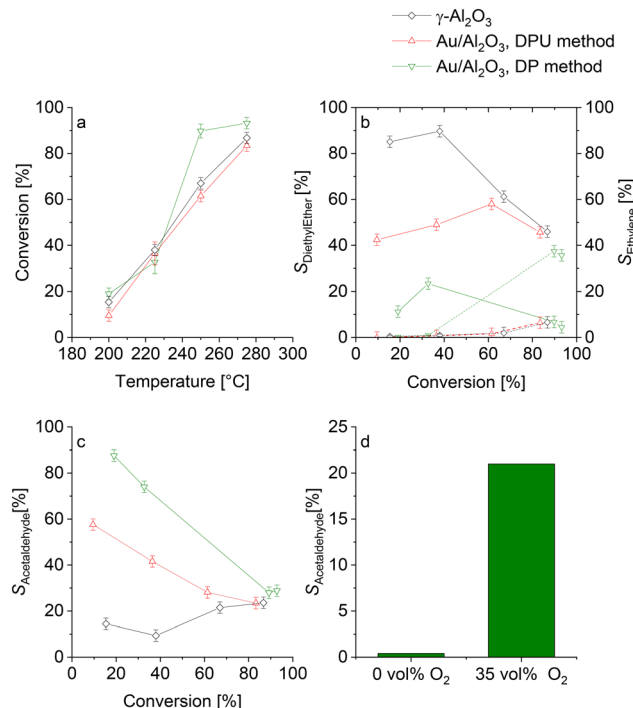 γ-Al2O3
Au/Al2O3, DPU method
Au/Al2O3, DP method
a
Conversion [%]
100
80
60
40
20
0
180 200 220 240 260 280 300
Temperature [°C]
b
SDiethylEther [%]
100
80
60
40
20
0
0 20 40 60 80 100
Conversion [%]
100
80
60
40
20
0
SEthylene [%]
c
SAcetaldehyde[%]
100
80
60
40
20
0
0 20 40 60 80 100
Conversion [%]
d
SAcetaldehyde[%]
25
20
15
10
5
0
0 vol% O2 35 vol% O2